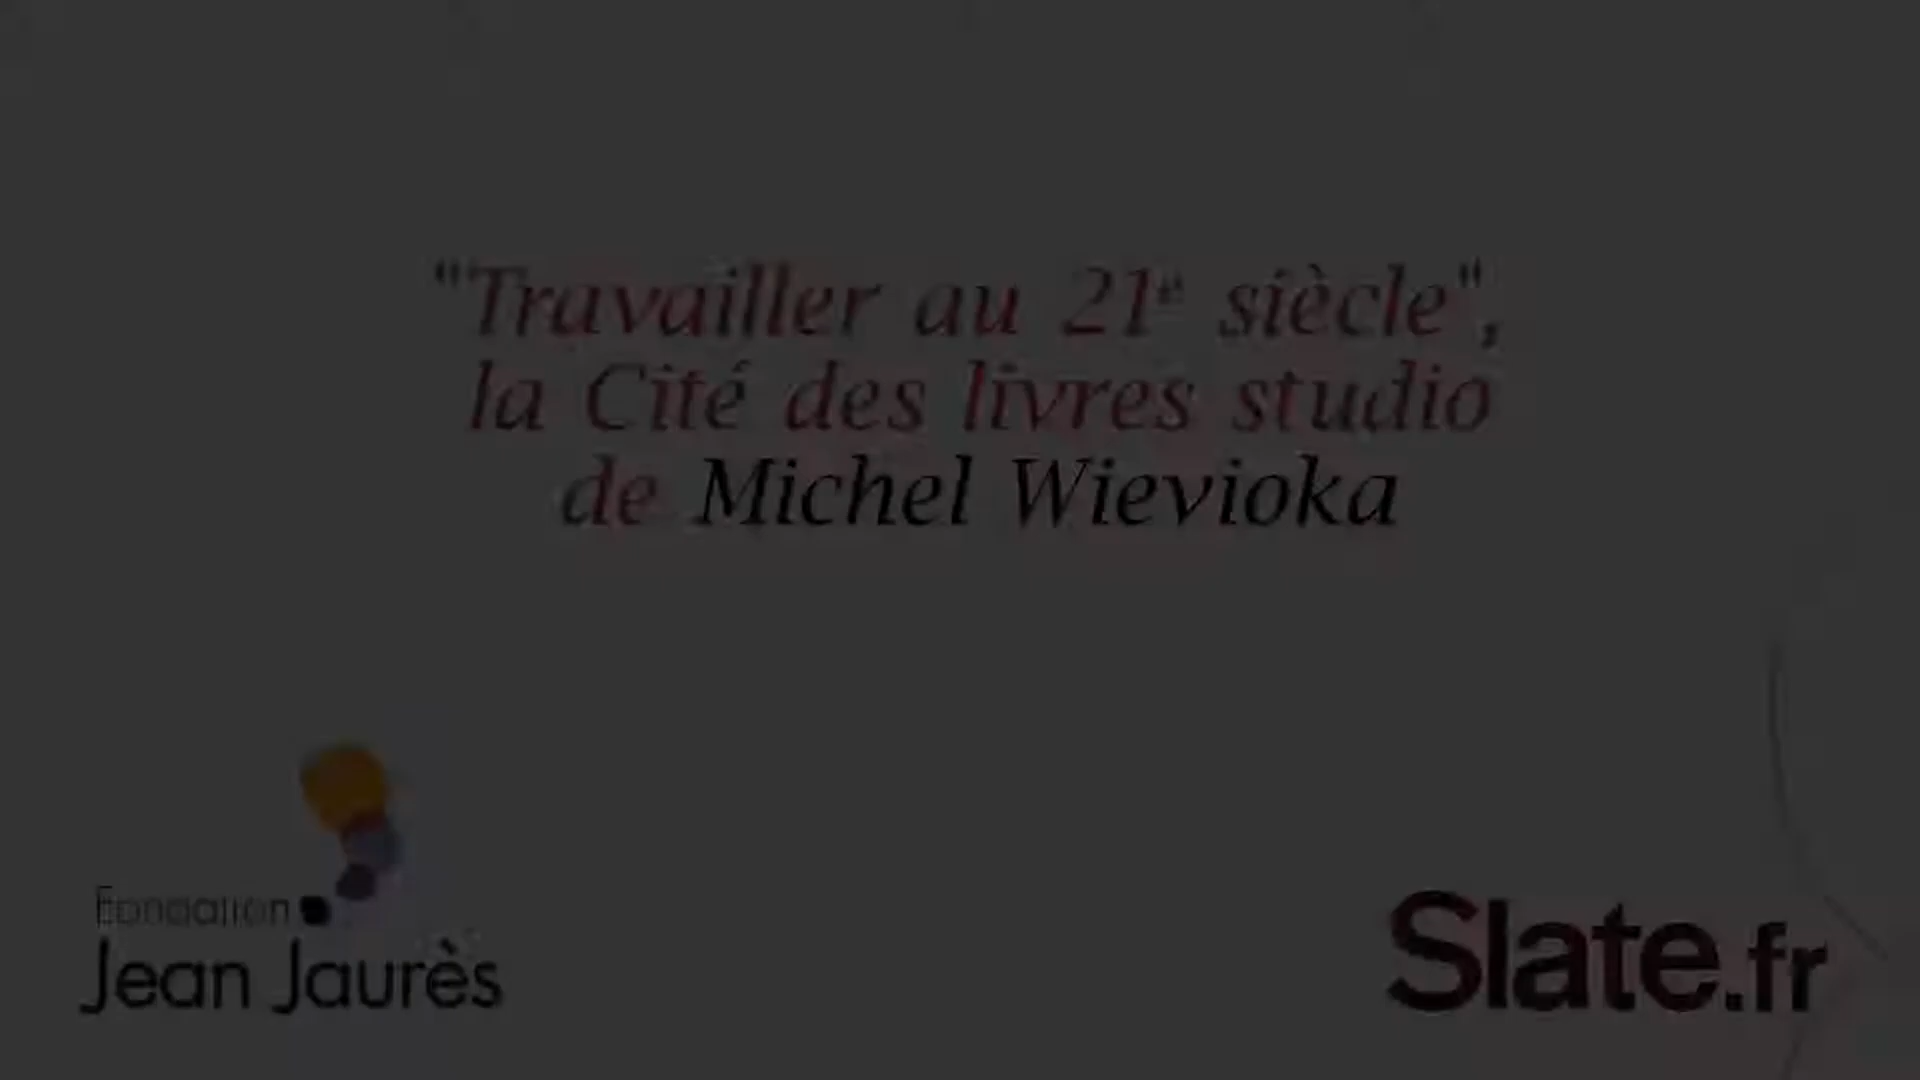 "Travailler au 21e siècle",
la Cité des livres studio
de Michel Wievioka
Fondation
Jean Jaurès
Slate.fr